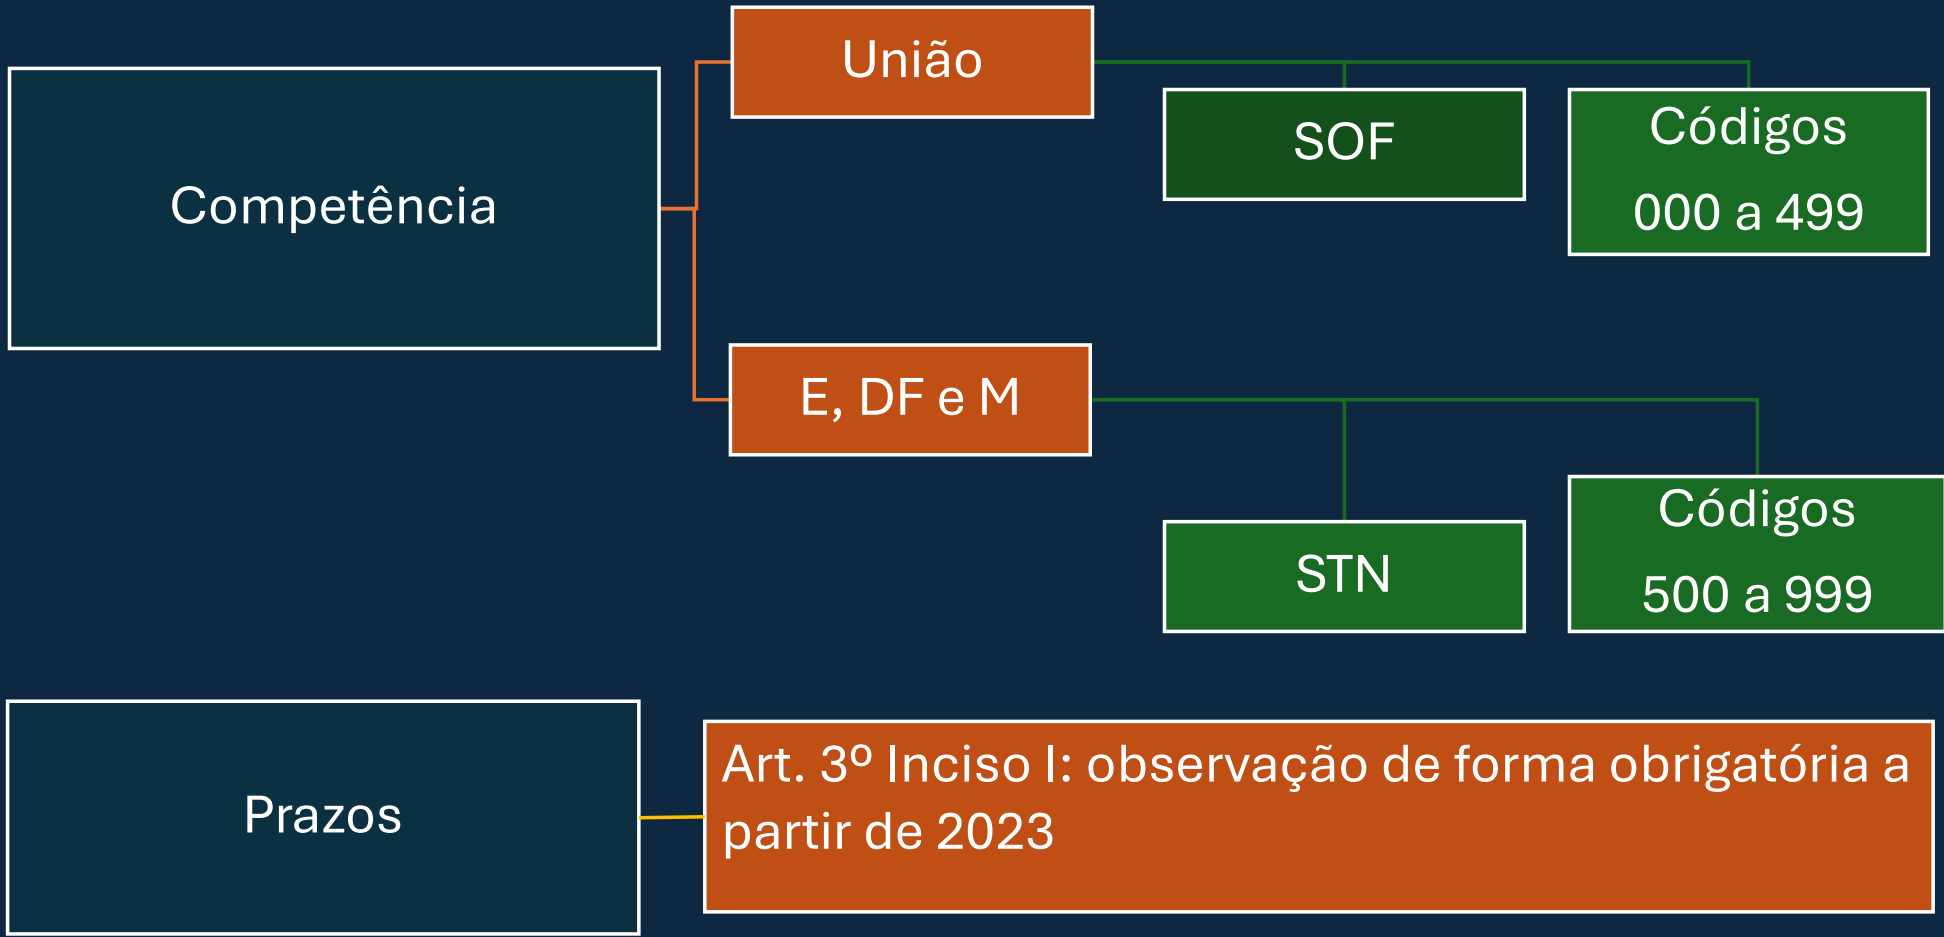 Competência
União
SOF
Códigos
000 a 499
E, DF e M
STN
Códigos
500 a 999
Prazos
Art. 3º Inciso I: observação de forma obrigatória a
partir de 2023